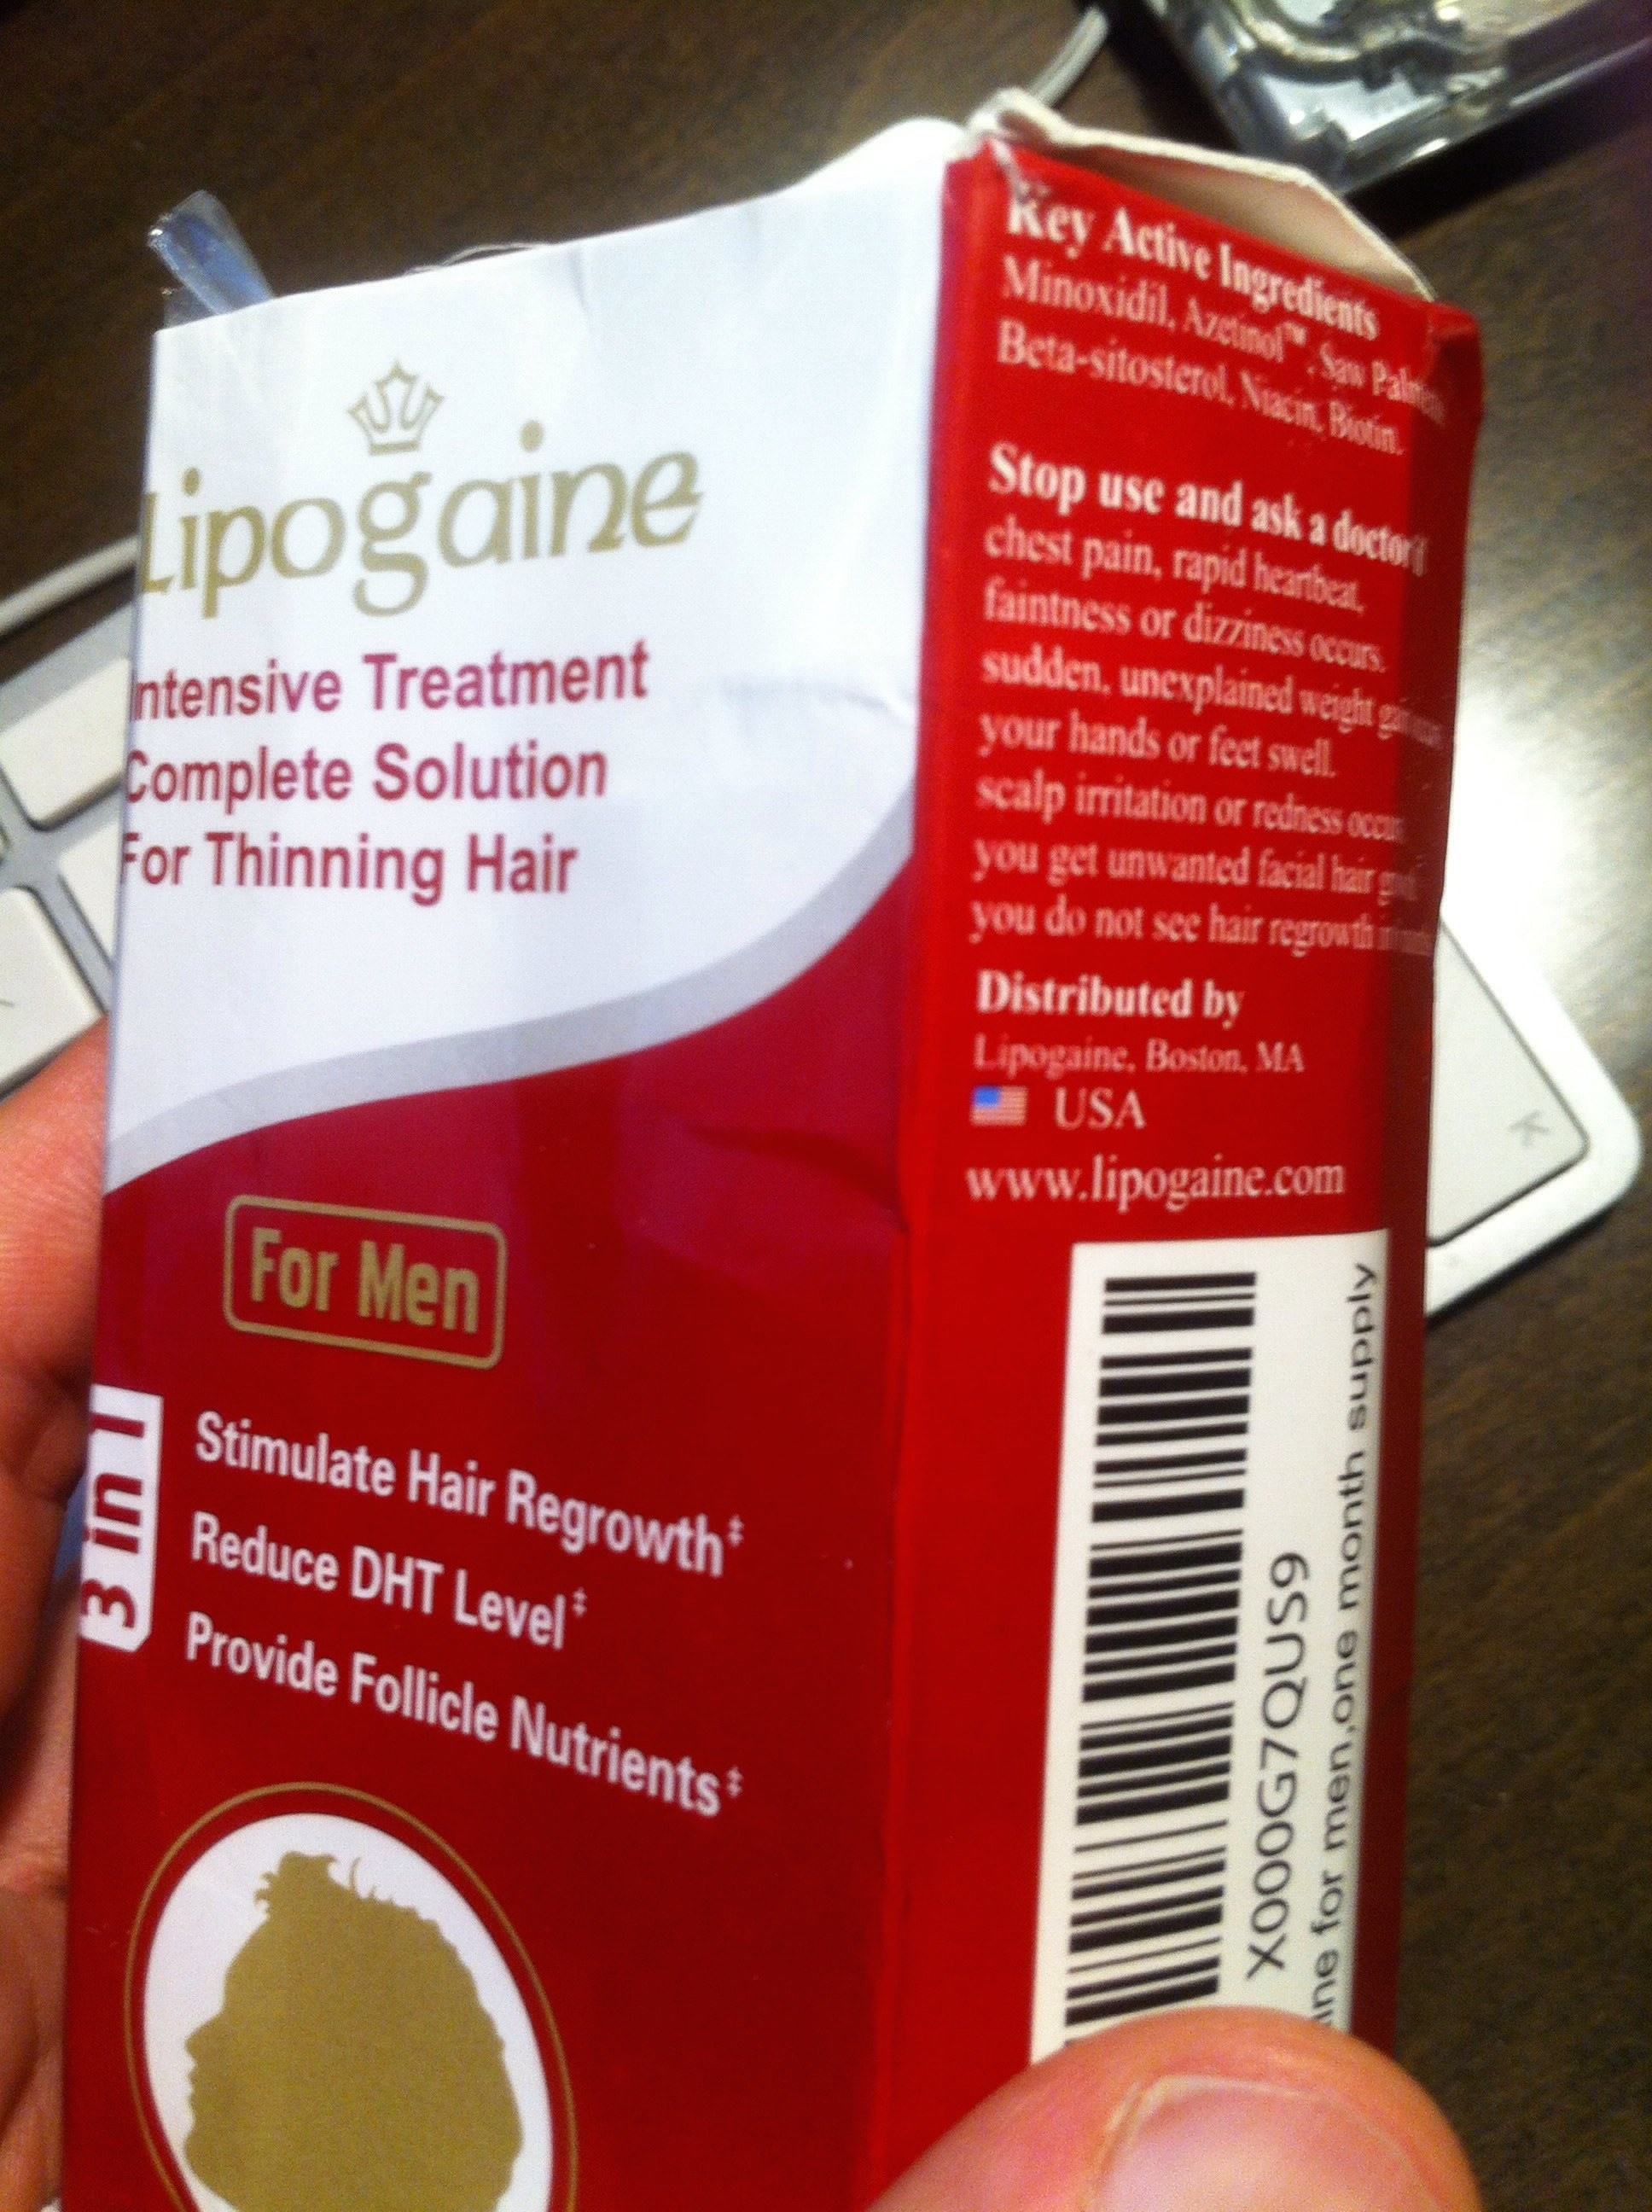 Lipogaine
Intensive Treatment
Complete Solution
For Thinning Hair
For Men
3 in 1
Stimulate Hair Regrowth‡
Reduce DHT Level‡
Provide Follicle Nutrients‡
Key Active Ingredients
Minoxidil, Azetinol™, Saw
Beta-sitosterol, Niacin, Biotin.
Stop use and ask a doctor if
chest pain, rapid heartbeat,
faintness or dizziness occurs.
sudden, unexplained weight
your hands or feet swell.
scalp irritation or redness
you get unwanted facial hair
you do not see hair regrowth
Distributed by
Lipogaine, Boston, MA
USA
www.lipogaine.com
X000G7QUS9
for men,one month supply
K